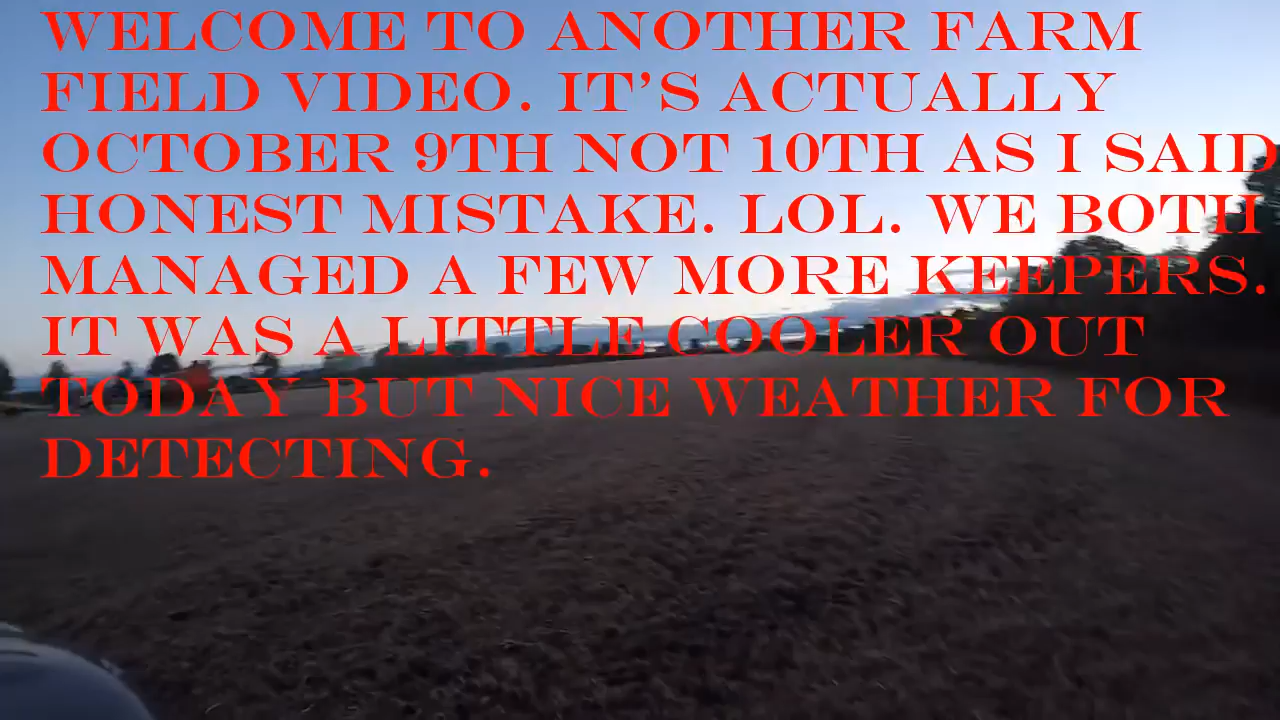 WELCOME TO ANOTHER FARM
FIELD VIDEO. IT'S ACTUALLY
OCTOBER 9TH NOT 10TH AS I SAID
HONEST MISTAKE. LOL. WE BOTH
MANAGED A FEW MORE KEEPERS.
IT WAS A LITTLE COOLER OUT
TODAY BUT NICE WEATHER FOR
DETECTING.